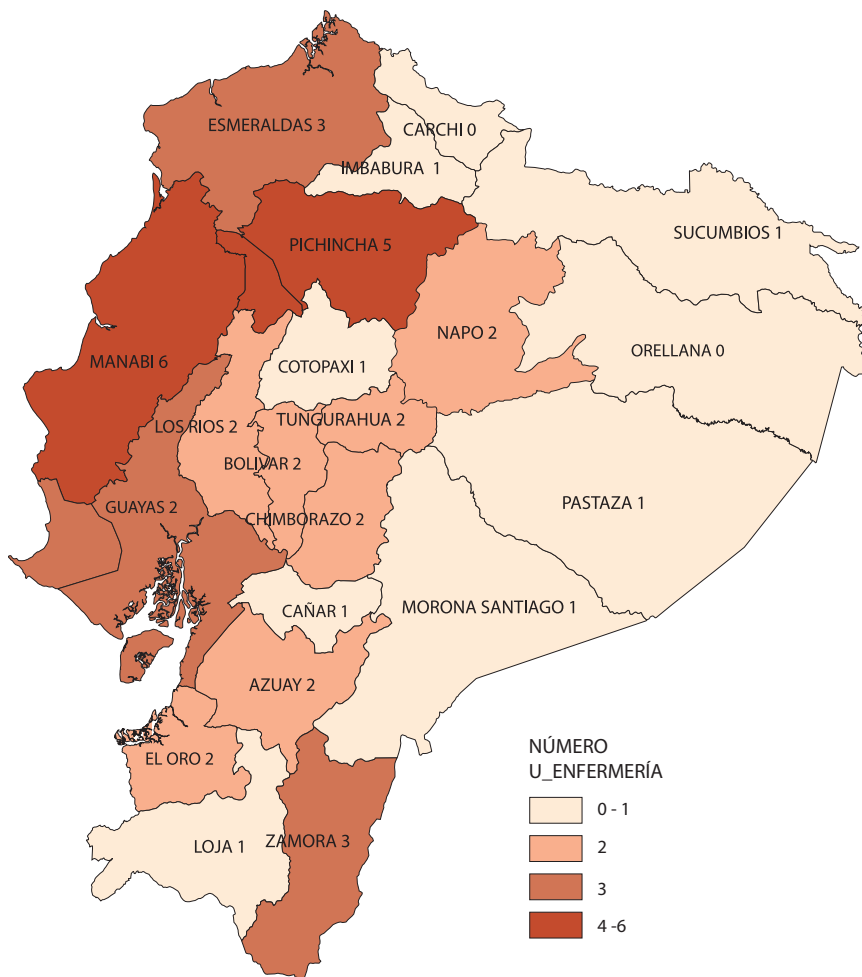 ESMERALDAS 3
CARCHI 0
IMBABURA 1
SUCUMBIOS 1
PICHINCHA 5
NAPO 2
ORELLANA 0
MANABI 6
COTOPAXI 1
LOS RIOS 2
TUNGURAHUA 2
BOLIVAR 2
PASTAZA 1
GUAYAS 2
CHIMBORAZO 2
CAÑAR 1
MORONA SANTIAGO 1
AZUAY 2
EL ORO 2
LOJA 1
ZAMORA 3
NÚMERO
U_ENFERMERÍA
0 - 1
2
3
4 -6